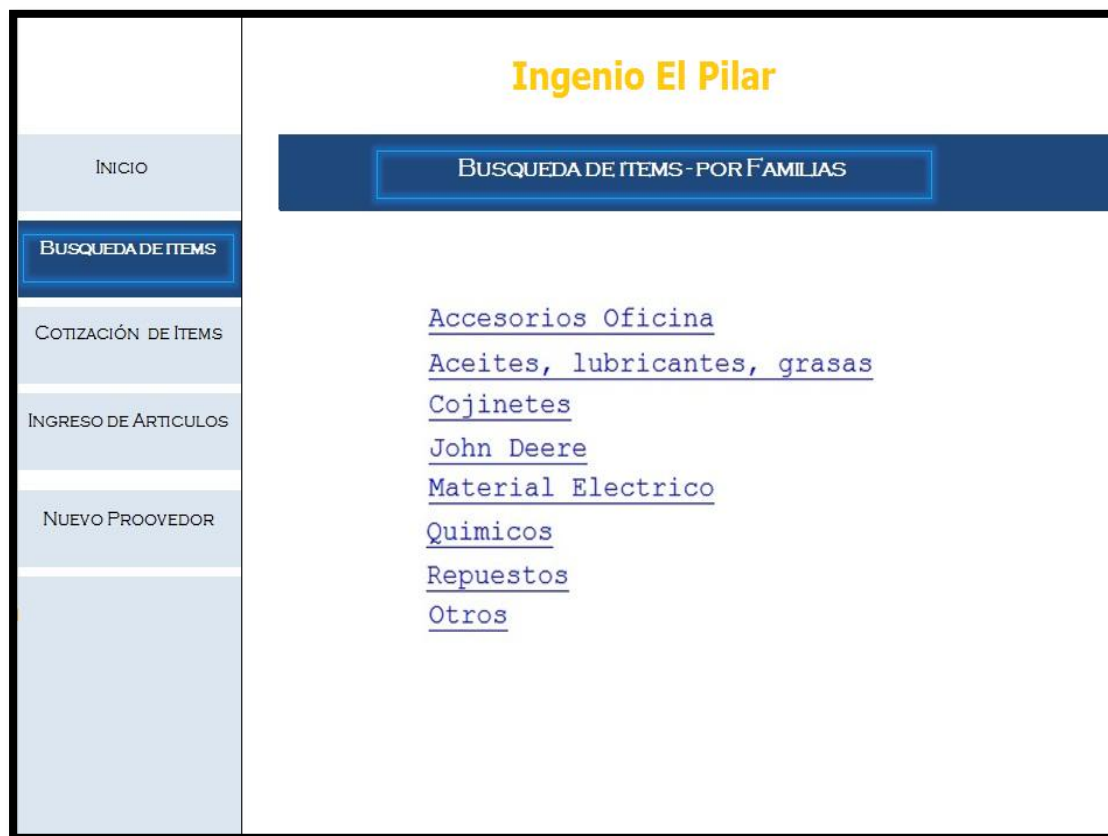 Ingenio El Pilar
INICIO
BUSQUEDA DE ITEMS
COTIZACIÓN DE ITEMS
INGRESO DE ARTICULOS
NUEVO PROOVEDOR
BUSQUEDA DE ITEMS - POR FAMILIAS
Accesorios Oficina
Aceites, lubricantes, grasas
Cojinetes
John Deere
Material Electrico
Quimicos
Repuestos
Otros